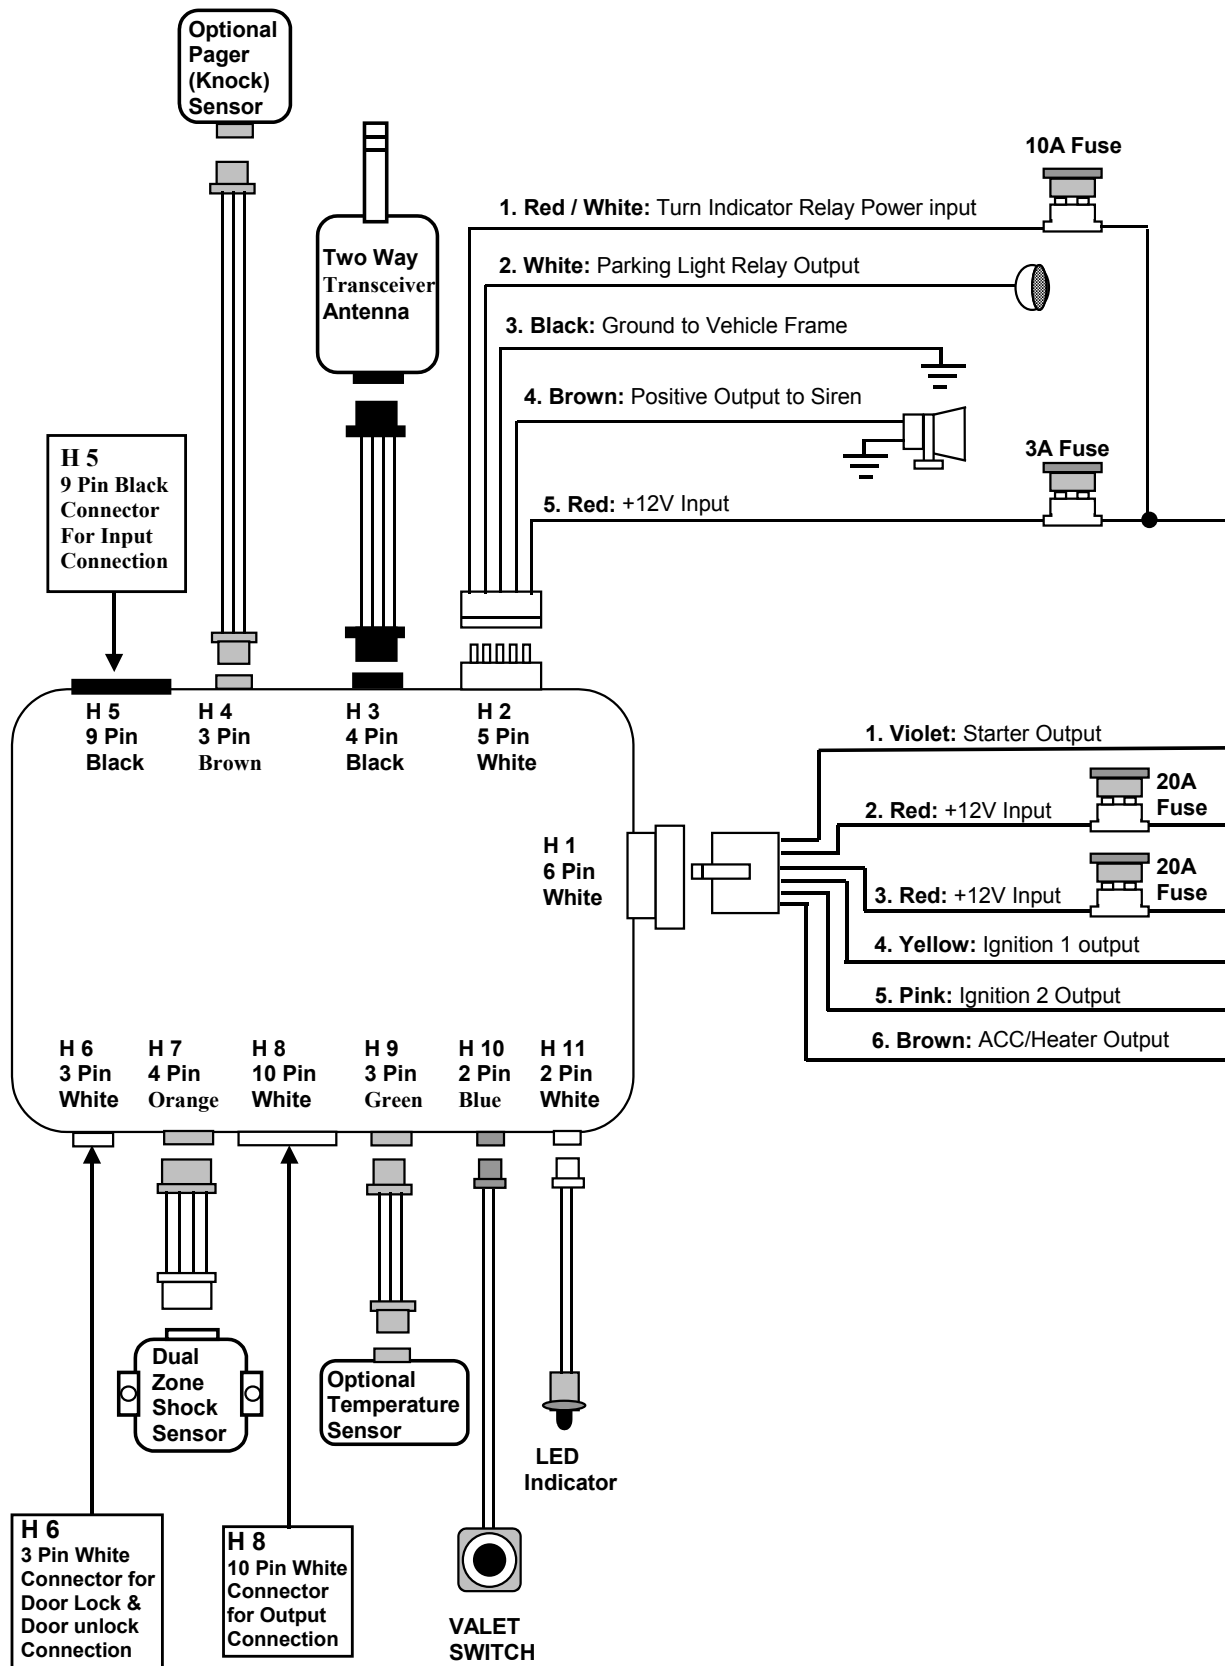 Optional
Pager
(Knock)
Sensor
10A Fuse
1. Red / White: Turn Indicator Relay Power input
Two Way
Transceiver
Antenna
2. White: Parking Light Relay Output
3. Black: Ground to Vehicle Frame
4. Brown: Positive Output to Siren
3A Fuse
5. Red: +12V Input
H 5
9 Pin Black
Connector
For Input
Connection
H 5
9 Pin
Black
H 4
3 Pin
Brown
H 3
4 Pin
Black
H 2
5 Pin
White
1. Violet: Starter Output
20A
Fuse
2. Red: +12V Input
H 1
6 Pin
White
20A
Fuse
3. Red: +12V Input
4. Yellow: Ignition 1 output
5. Pink: Ignition 2 Output
6. Brown: ACC/Heater Output
H 6
3 Pin
White
H 7
4 Pin
Orange
H 8
10 Pin
White
H 9
3 Pin
Green
H 10
2 Pin
Blue
H 11
2 Pin
White
Dual
Zone
Shock
Sensor
Optional
Temperature
Sensor
LED
Indicator
H 6
3 Pin White
Connector for
Door Lock &
Door unlock
Connection
H 8
10 Pin White
Connector
for Output
Connection
VALET
SWITCH